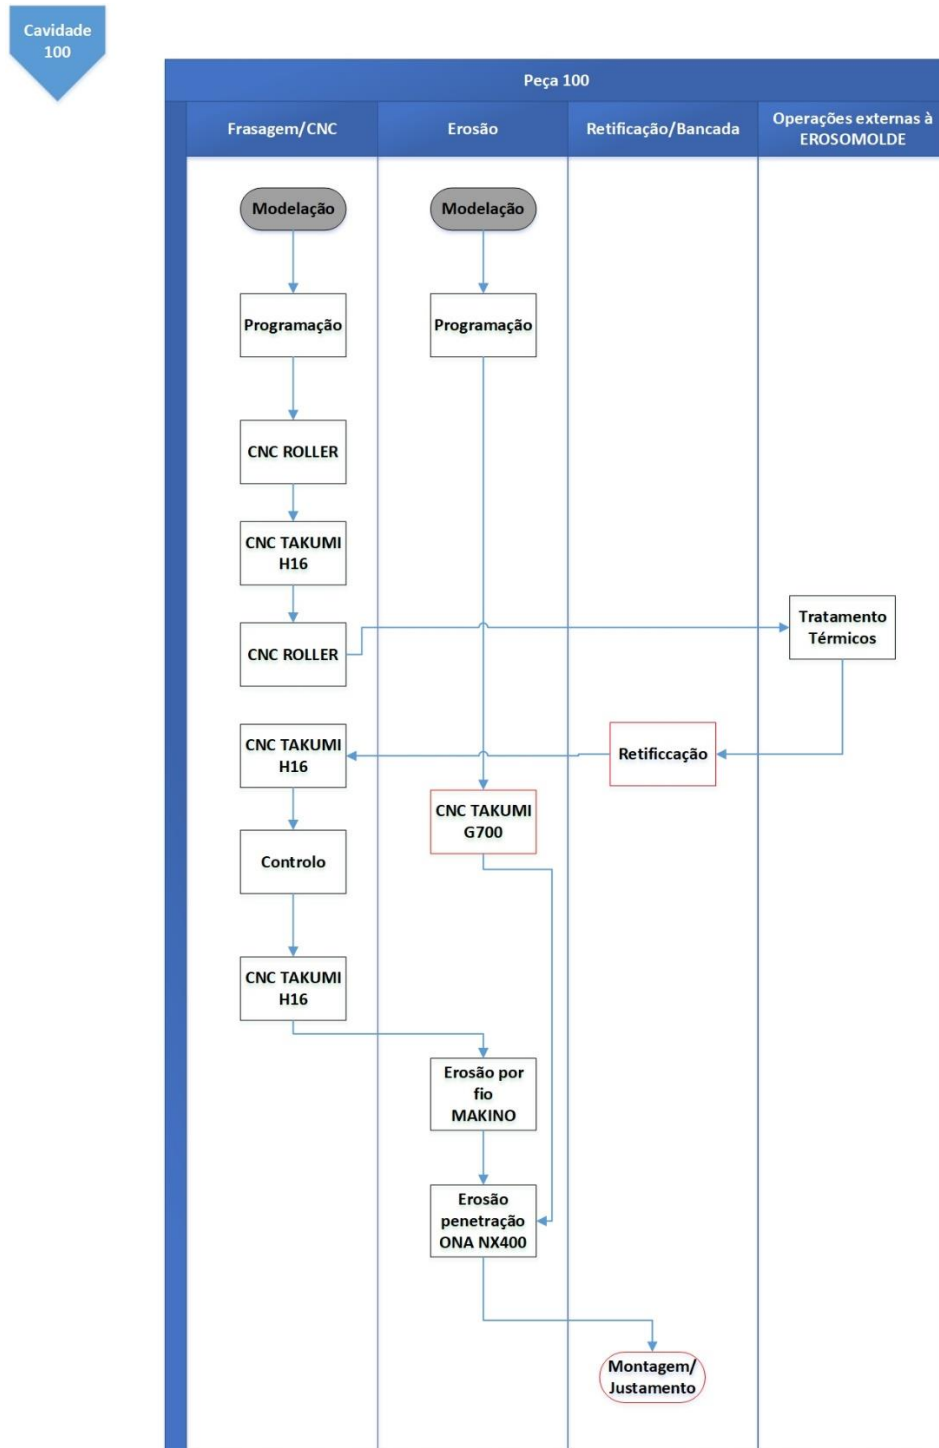 Cavidade
100
Peça 100
Frasagem/CNC
Erosão
Retificação/Bancada
Operações externas à
EROSOMOLDE
Modelação
Modelação
Programação
Programação
CNC ROLLER
CNC TAKUMI
H16
CNC ROLLER
Tratamento
Térmicos
CNC TAKUMI
H16
Retificcação
CNC TAKUMI
G700
Controlo
CNC TAKUMI
H16
Erosão por
fio
MAKINO
Erosão
penetração
ONA NX400
Montagem/
Justamento